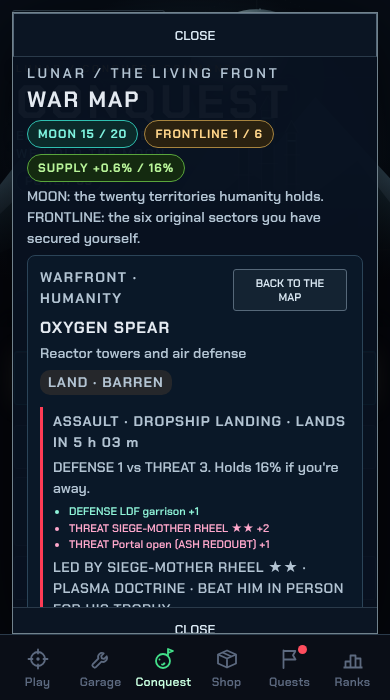 CLOSE
LUNAR / THE LIVING FRONT
WAR MAP
MOON 15 / 20
FRONTLINE 1 / 6
SUPPLY +0.6% / 16%
MOON: the twenty territories humanity holds.
FRONTLINE: the six original sectors you have
secured yourself.
WARFRONT ·
HUMANITY
BACK TO THE
MAP
OXYGEN SPEAR
Reactor towers and air defense
LAND · BARREN
ASSAULT · DROPSHIP LANDING · LANDS
IN 5 h 03 m
DEFENSE 1 vs THREAT 3. Holds 16% if you're
away.
• DEFENSE LDF garrison +1
• THREAT SIEGE-MOTHER RHEEL ★★ +2
• THREAT Portal open (ASH REDOUBT) +1
LED BY SIEGE-MOTHER RHEEL ★★ ·
PLASMA DOCTRINE · BEAT HIM IN PERSON
FOR HIS TROPHY
CLOSE
Play
Garage
Conquest
Shop
Quests
Ranks